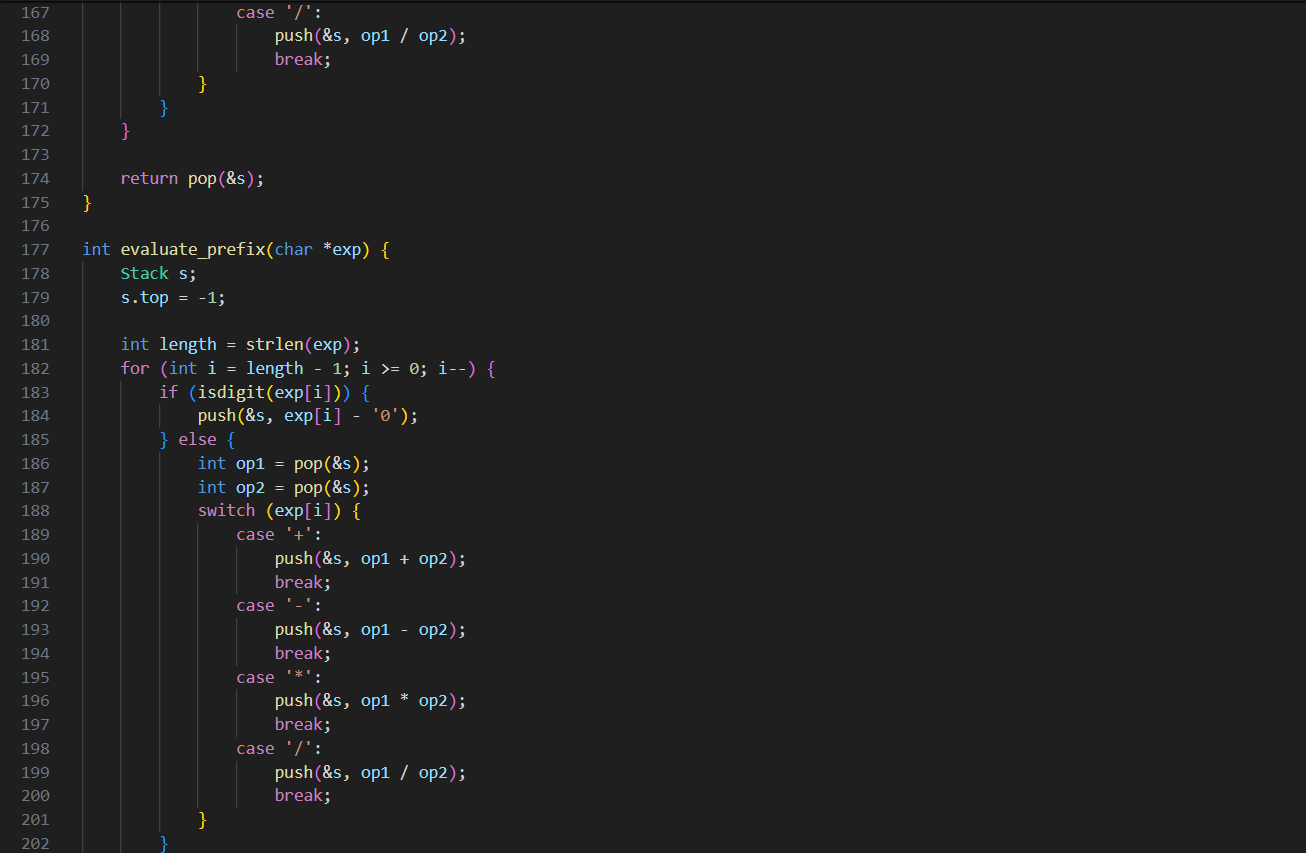 167                 case '/':
168                     push(&s, op1 / op2);
169                     break;
170             }
171         }
172     }
173
174     return pop(&s);
175 }
176
177 int evaluate_prefix(char *exp) {
178     Stack s;
179     s.top = -1;
180
181     int length = strlen(exp);
182     for (int i = length - 1; i >= 0; i--) {
183         if (isdigit(exp[i])) {
184             push(&s, exp[i] - '0');
185         } else {
186             int op1 = pop(&s);
187             int op2 = pop(&s);
188             switch (exp[i]) {
189                 case '+':
190                     push(&s, op1 + op2);
191                     break;
192                 case '-':
193                     push(&s, op1 - op2);
194                     break;
195                 case '*':
196                     push(&s, op1 * op2);
197                     break;
198                 case '/':
199                     push(&s, op1 / op2);
200                     break;
201             }
202         }